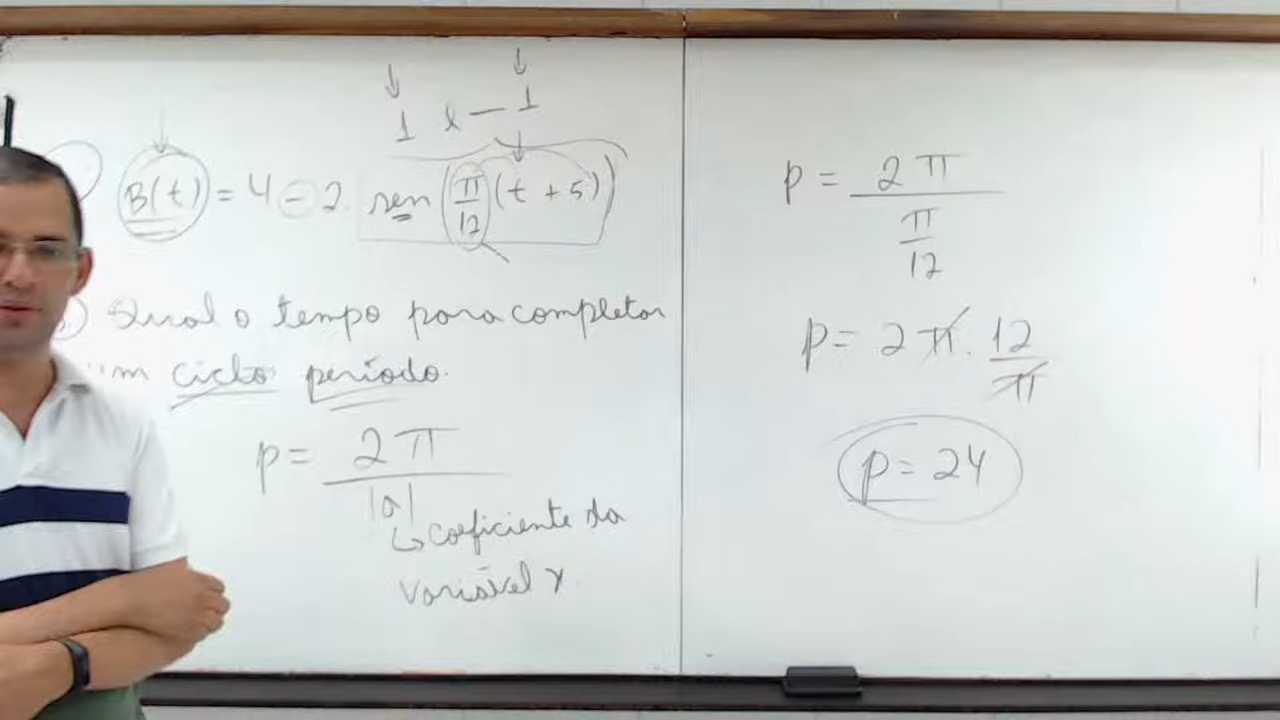 1 e -1
B(t) = 4 - 2. sen (π/12 (t + 5))
Qual o tempo para completar
um ciclo período.
p = 2π / |a|
↳ coeficiente da
variável x
p = 2π / (π/12)
p = 2π . 12/π
p = 24